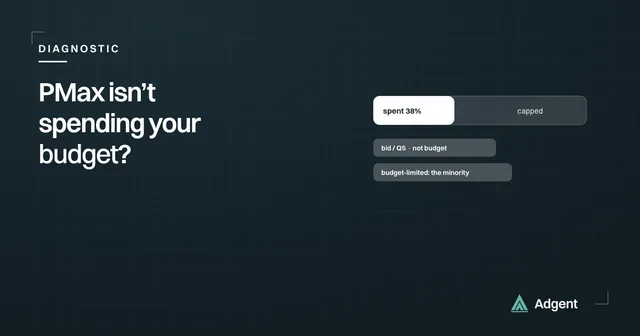 DIAGNOSTIC
PMax isn’t
spending your
budget?
spent 38% capped
bid / QS - not budget
budget-limited: the minority
Adgent